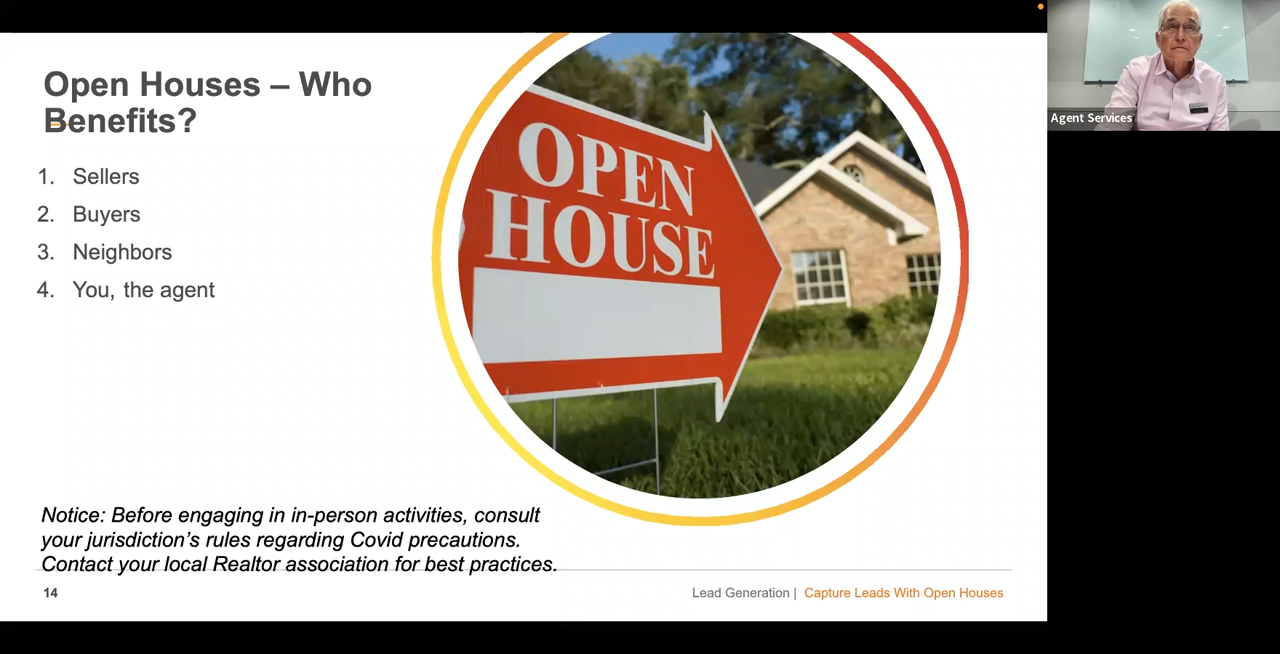 Open Houses – Who
Benefits?
1. Sellers
2. Buyers
3. Neighbors
4. You, the agent
OPEN
HOUSE
Notice: Before engaging in in-person activities, consult
your jurisdiction's rules regarding Covid precautions.
Contact your local Realtor association for best practices.
14
Lead Generation | Capture Leads With Open Houses
Agent Services